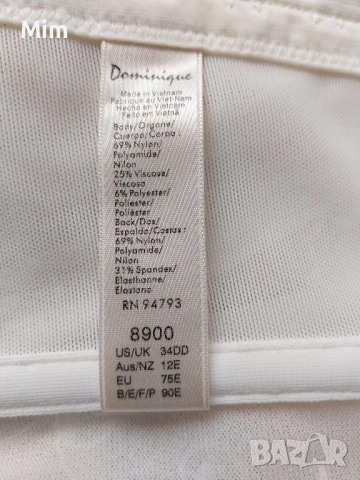 Mim
Dominique
Made in Vietnam
Fabriqué au Viet-Nam
Hecho en Vietnam
Feito em Vietnã
Body/Organe/
Cuerpo/Corpo :
69% Nylon/
Polyamide/
Nilon
25% Viscose/
Viscosa
6% Polyester/
Poliester/
Poliéster
Back/Dos/
Espalda/Costas :
69% Nylon/
Polyamide/
Nilon
31% Spandex/
Elasthanne/
Elastano
RN 94793
8900
US/UK 34DD
Aus/NZ 12E
EU 75E
B/E/F/P 90E
BAZAR
bg